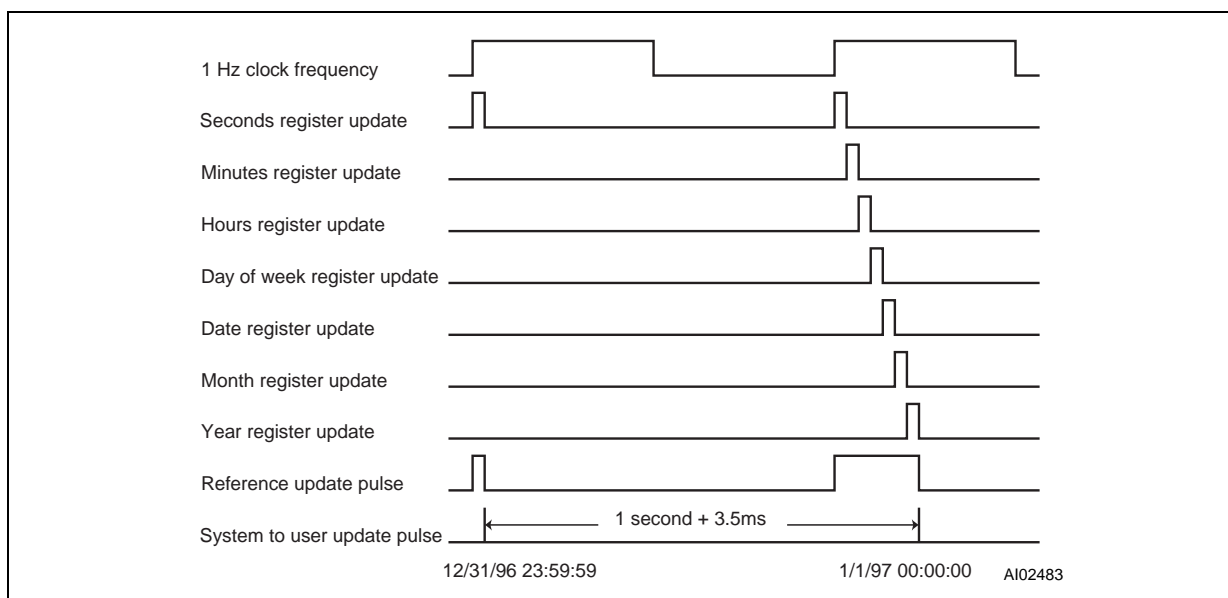 1 Hz clock frequency
Seconds register update
Minutes register update
Hours register update
Day of week register update
Date register update
Month register update
Year register update
Reference update pulse
System to user update pulse
1 second + 3.5ms
12/31/96 23:59:59
1/1/97 00:00:00
AI02483